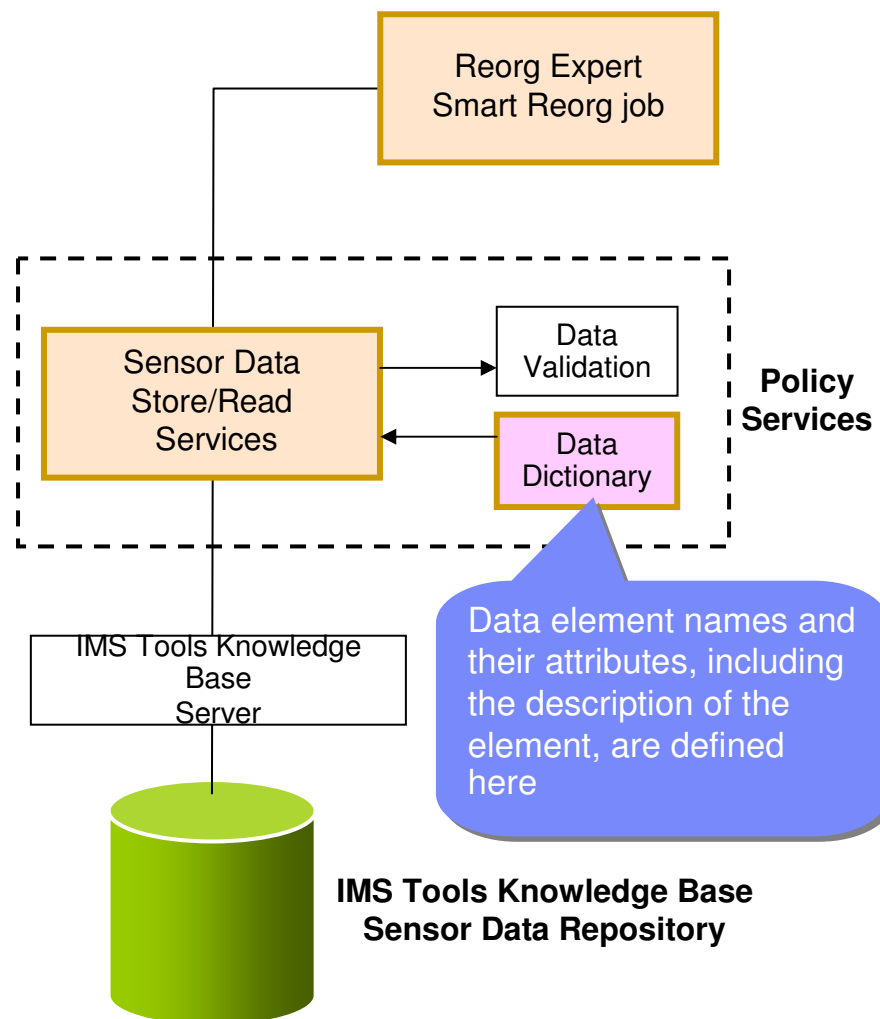 Reorg Expert
Smart Reorg job
Sensor Data
Store/Read
Services
Data
Validation
Data
Dictionary
Policy
Services
Data element names and
their attributes, including
the description of the
element, are defined
here
IMS Tools Knowledge
Base
Server
IMS Tools Knowledge Base
Sensor Data Repository